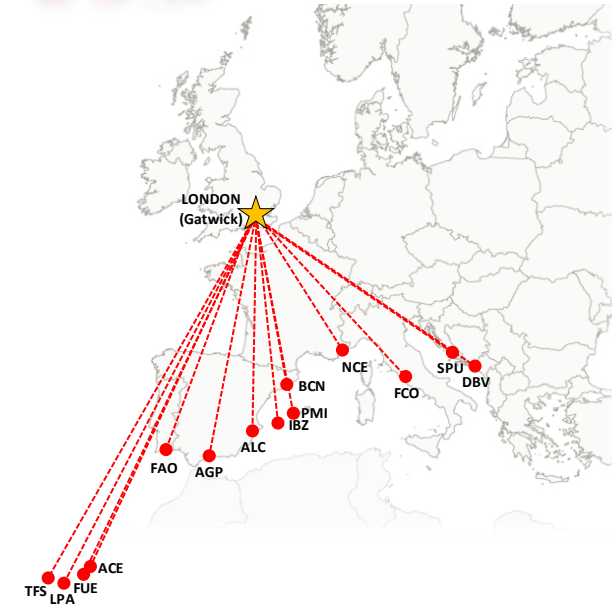 LONDON
(Gatwick)
NCE
SPU
DBV
BCN
FCO
PMI
IBZ
ALC
FAO
AGP
ACE
TFS
FUE
LPA